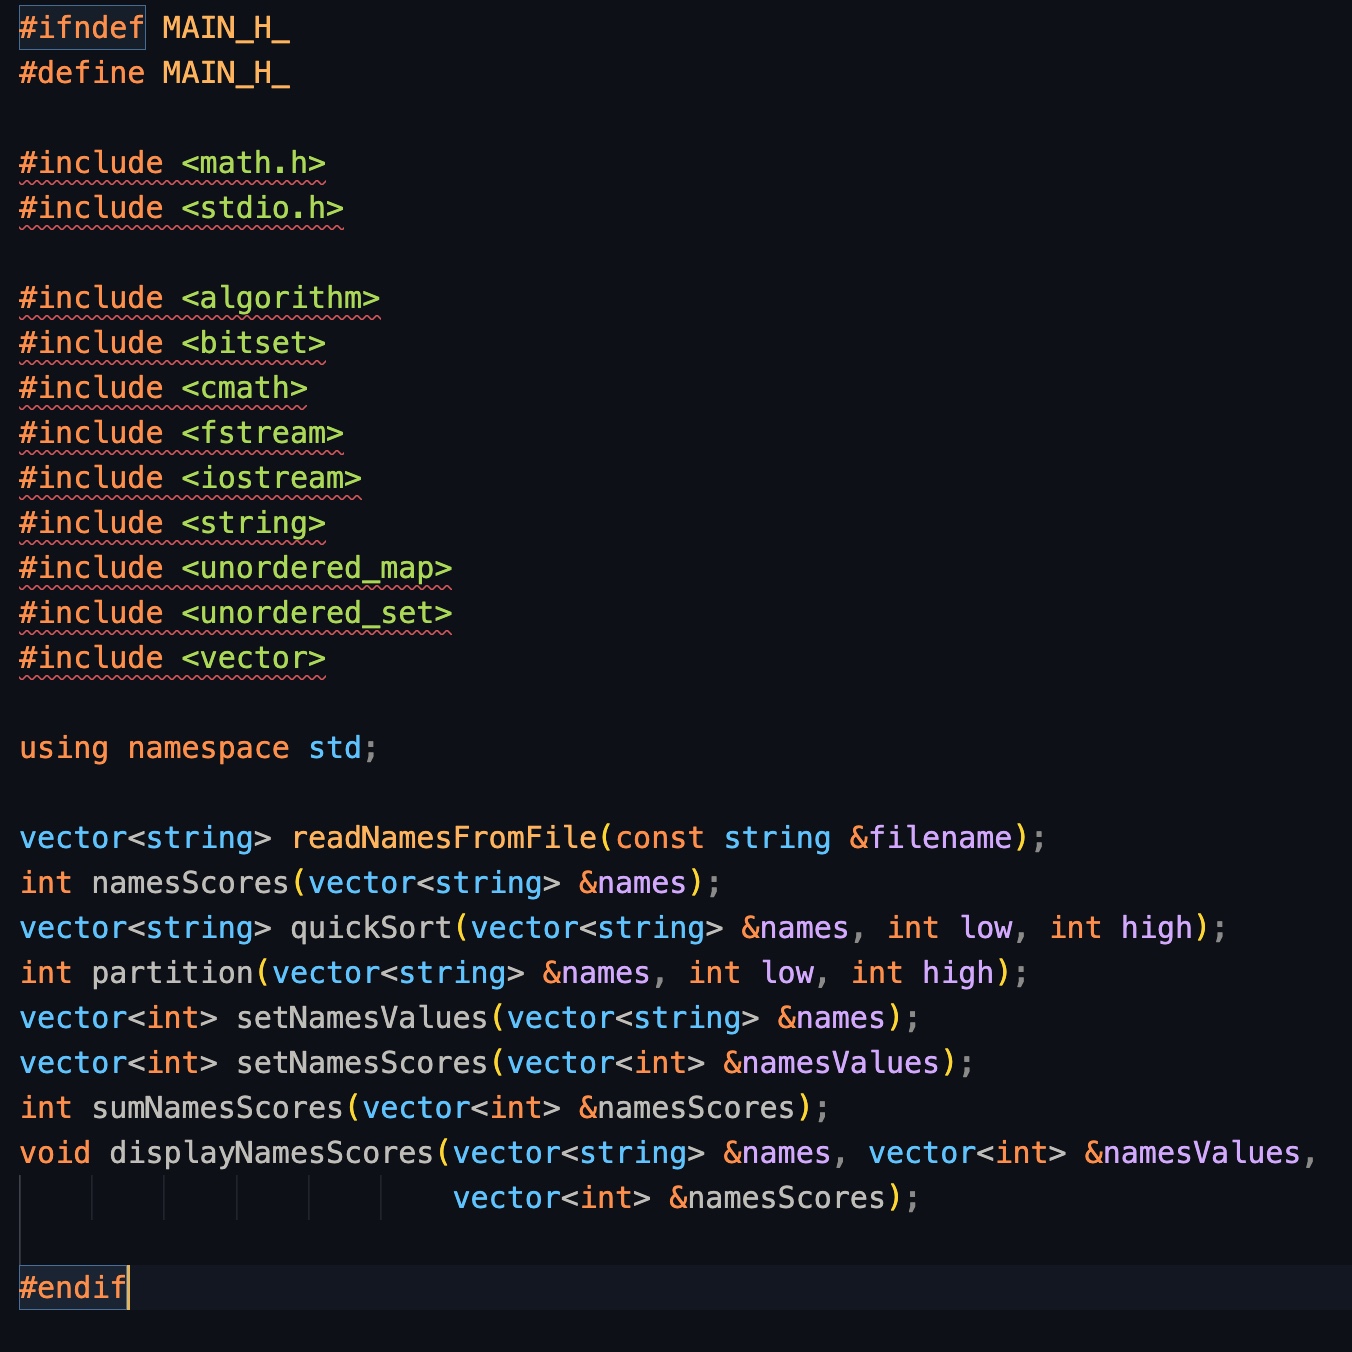 #ifndef MAIN_H_
#define MAIN_H_
#include <math.h>
#include <stdio.h>
#include <algorithm>
#include <bitset>
#include <cmath>
#include <fstream>
#include <iostream>
#include <string>
#include <unordered_map>
#include <unordered_set>
#include <vector>
using namespace std;
vector<string> readNamesFromFile(const string &filename);
int namesScores(vector<string> &names);
vector<string> quickSort(vector<string> &names, int low, int high);
int partition(vector<string> &names, int low, int high);
vector<int> setNamesValues(vector<string> &names);
vector<int> setNamesScores(vector<int> &namesValues);
int sumNamesScores(vector<int> &namesScores);
void displayNamesScores(vector<string> &names, vector<int> &namesValues,
vector<int> &namesScores);
#endif